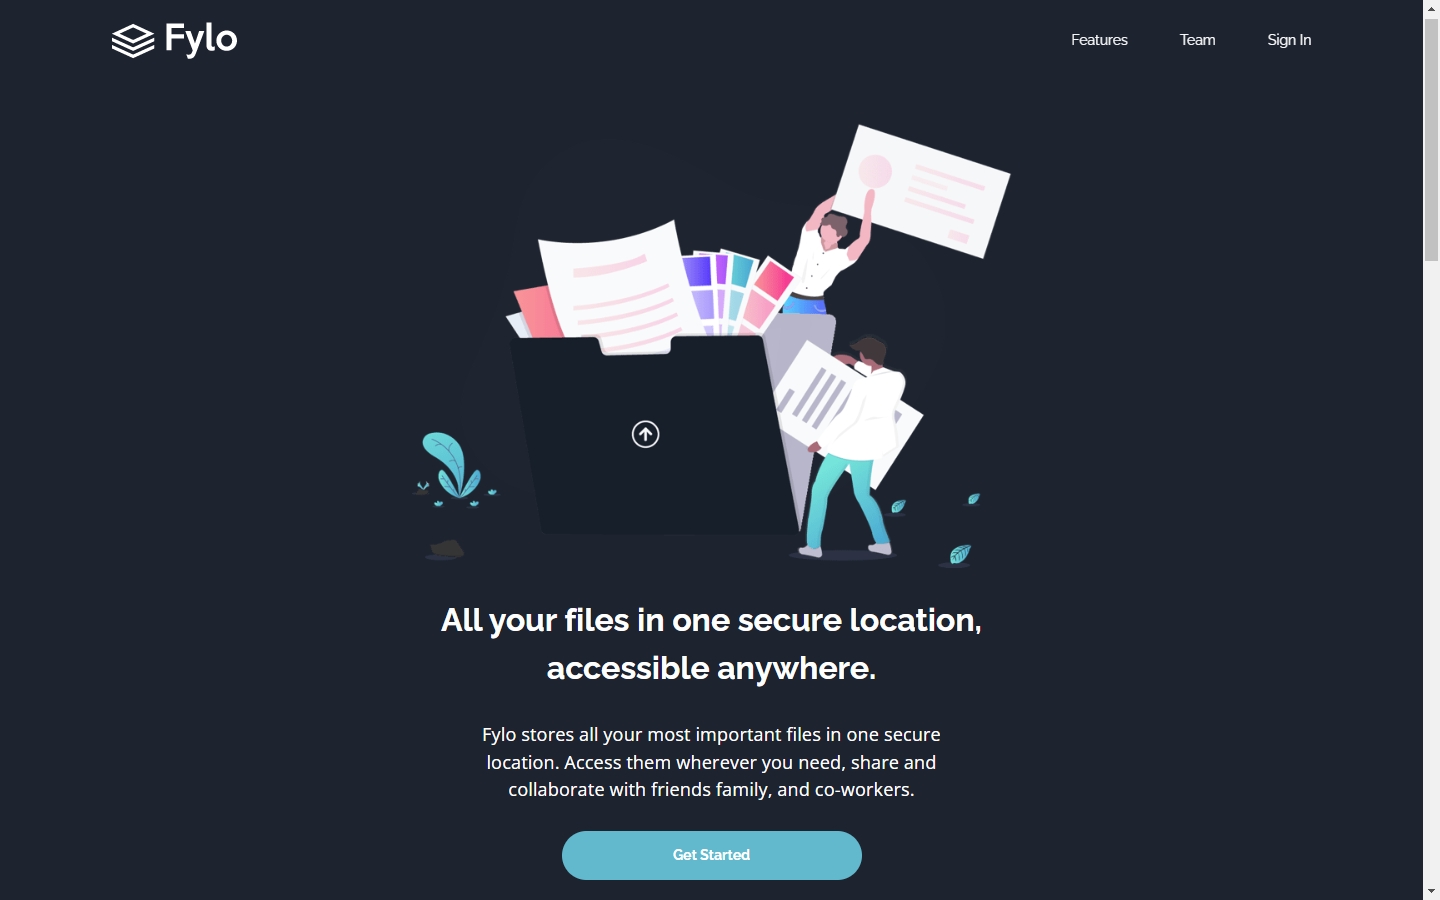 Fylo
Features
Team
Sign In
All your files in one secure location,
accessible anywhere.
Fylo stores all your most important files in one secure
location. Access them wherever you need, share and
collaborate with friends family, and co-workers.
Get Started